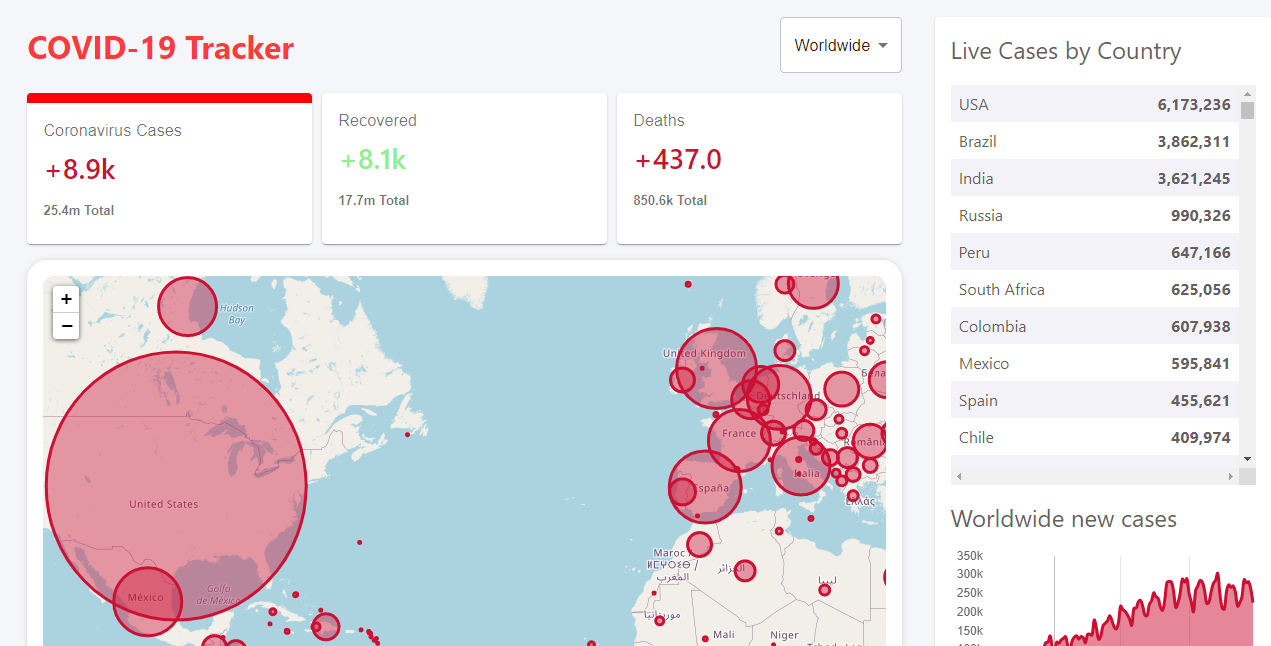 COVID-19 Tracker
Worldwide
Coronavirus Cases
+8.9k
25.4m Total
Recovered
+8.1k
17.7m Total
Deaths
+437.0
850.6k Total
+
−
Hudson
Bay
United States
México
Golfo
de México
United Kingdom
Deutschland
Бела
France
România
Italia
España
Ελλάς
Maroc
ⵍⵎⵖⵔⵉⴱ
المغرب
الجزائر
ليبيا
موريتانيا
Mali
Niger
Live Cases by Country
USA 6,173,236
Brazil 3,862,311
India 3,621,245
Russia 990,326
Peru 647,166
South Africa 625,056
Colombia 607,938
Mexico 595,841
Spain 455,621
Chile 409,974
Worldwide new cases
350k
300k
250k
200k
150k
100k